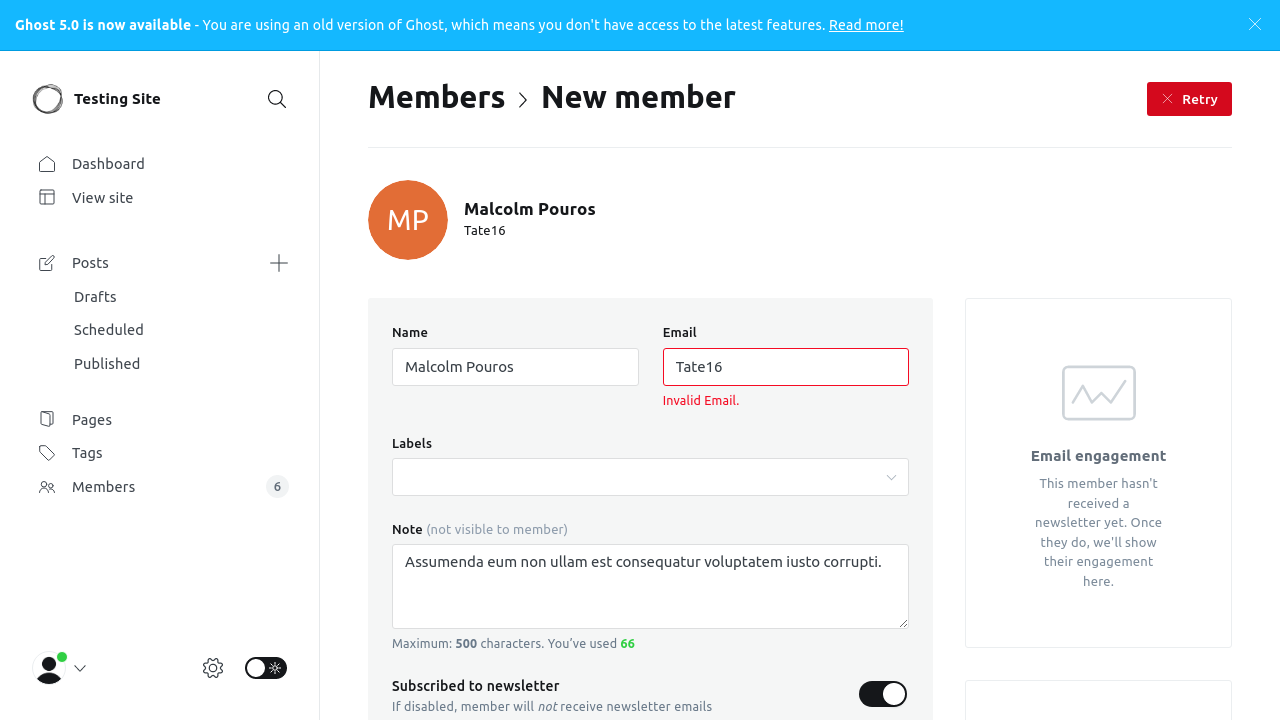 Ghost 5.0 is now available - You are using an old version of Ghost, which means you don't have access to the latest features. Read more!
Testing Site
Dashboard
View site
Posts
Drafts
Scheduled
Published
Pages
Tags
Members
6
Members
New member
Retry
MP
Malcolm Pouros
Tate16
Name
Malcolm Pouros
Email
Tate16
Invalid Email.
Labels
Note (not visible to member)
Assumenda eum non ullam est consequatur voluptatem iusto corrupti.
Maximum: 500 characters. You've used 66
Subscribed to newsletter
If disabled, member will not receive newsletter emails
Email engagement
This member hasn't
received a
newsletter yet. Once
they do, we'll show
their engagement
here.